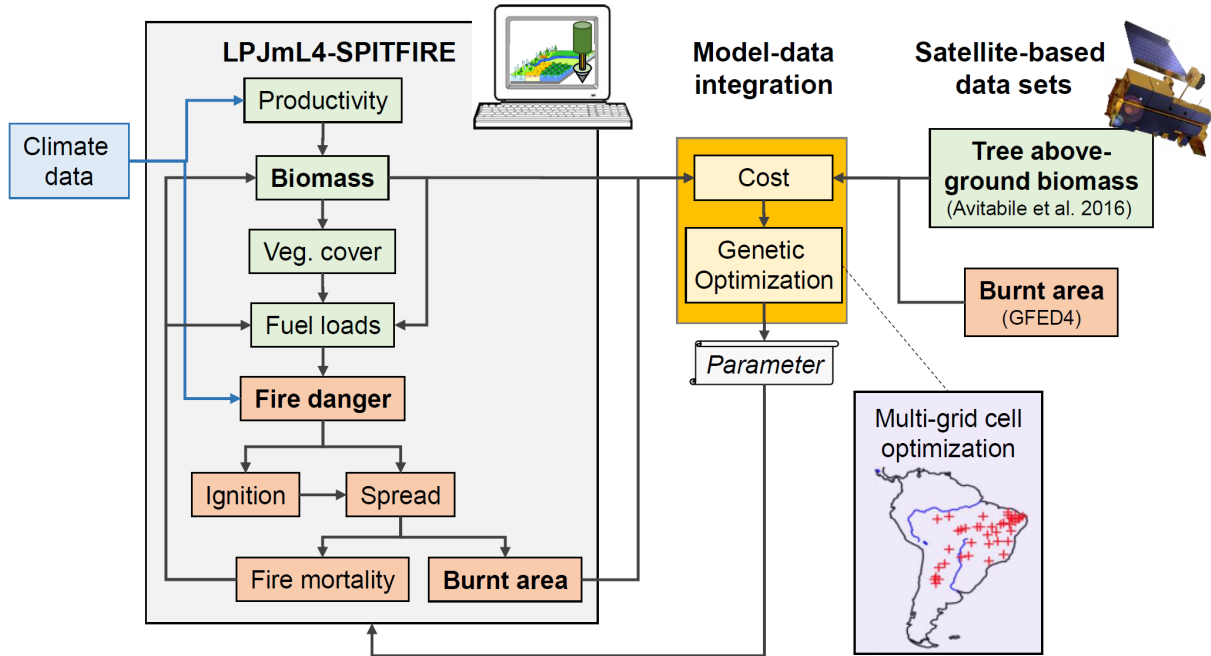 LPJmL4-SPITFIRE
Productivity
Climate
data
Biomass
Veg. cover
Fuel loads
Fire danger
Ignition
Spread
Fire mortality
Burnt area
Model-data
integration
Cost
Genetic
Optimization
Parameter
Satellite-based
data sets
Tree above-
ground biomass
(Avitabile et al. 2016)
Burnt area
(GFED4)
Multi-grid cell
optimization